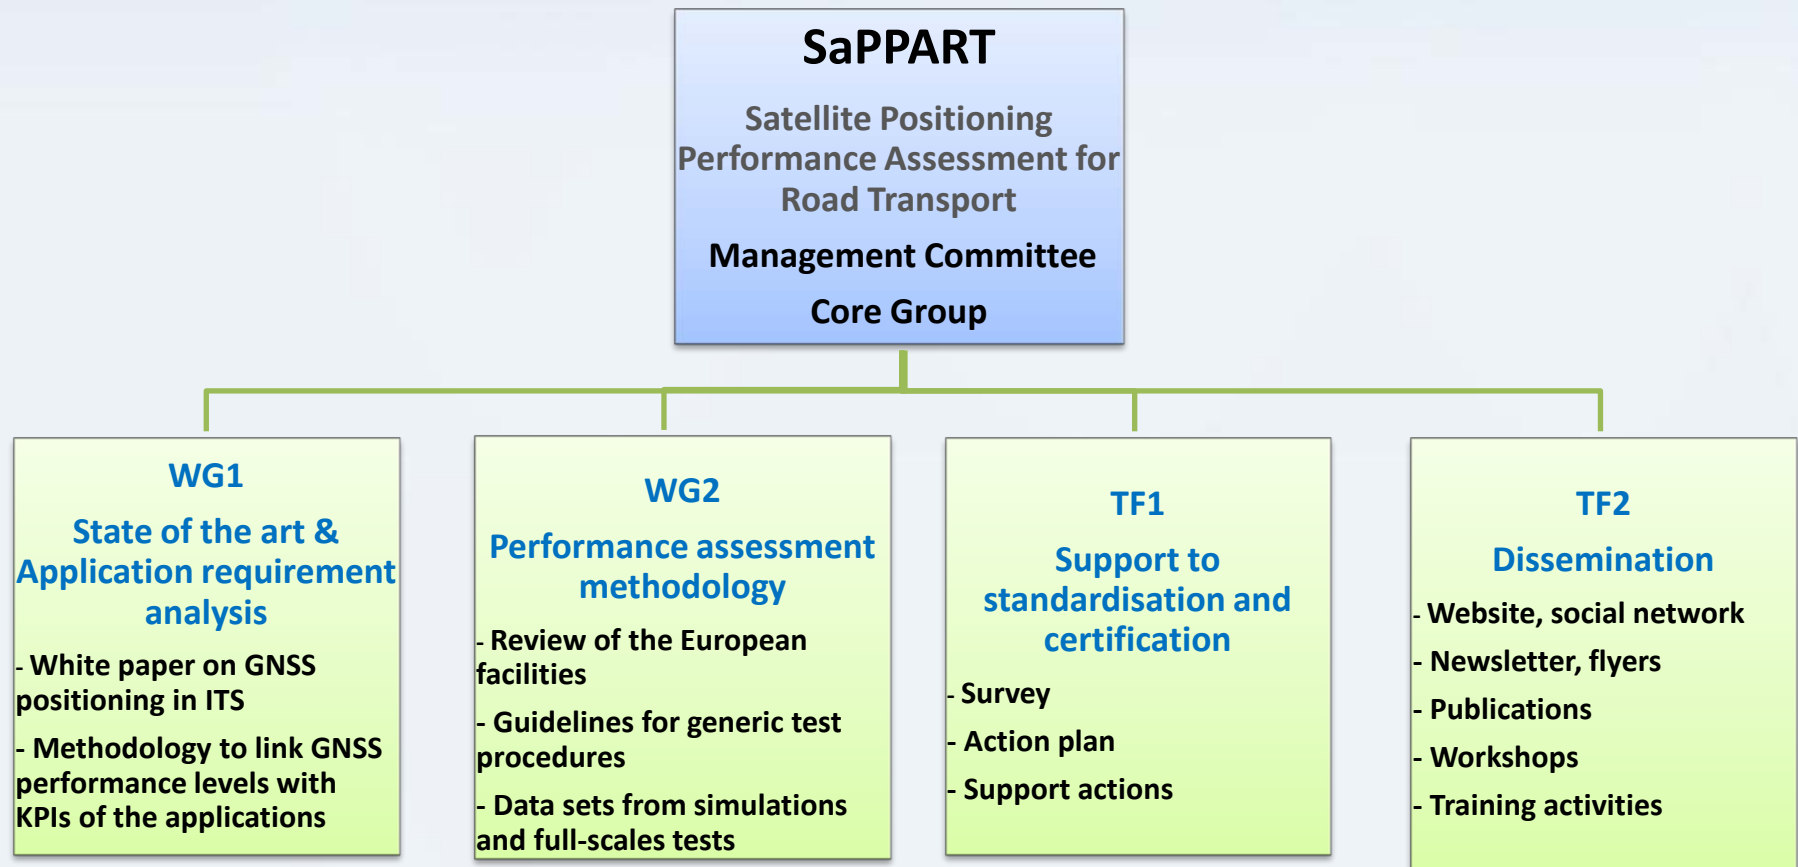 SaPPART
Satellite Positioning
Performance Assessment for
Road Transport
Management Committee
Core Group
WG1
State of the art &
Application requirement
analysis
- White paper on GNSS
positioning in ITS
- Methodology to link GNSS
performance levels with
KPIs of the applications
WG2
Performance assessment
methodology
- Review of the European
facilities
- Guidelines for generic test
procedures
- Data sets from simulations
and full-scales tests
TF1
Support to
standardisation and
certification
- Survey
- Action plan
- Support actions
TF2
Dissemination
- Website, social network
- Newsletter, flyers
- Publications
- Workshops
- Training activities